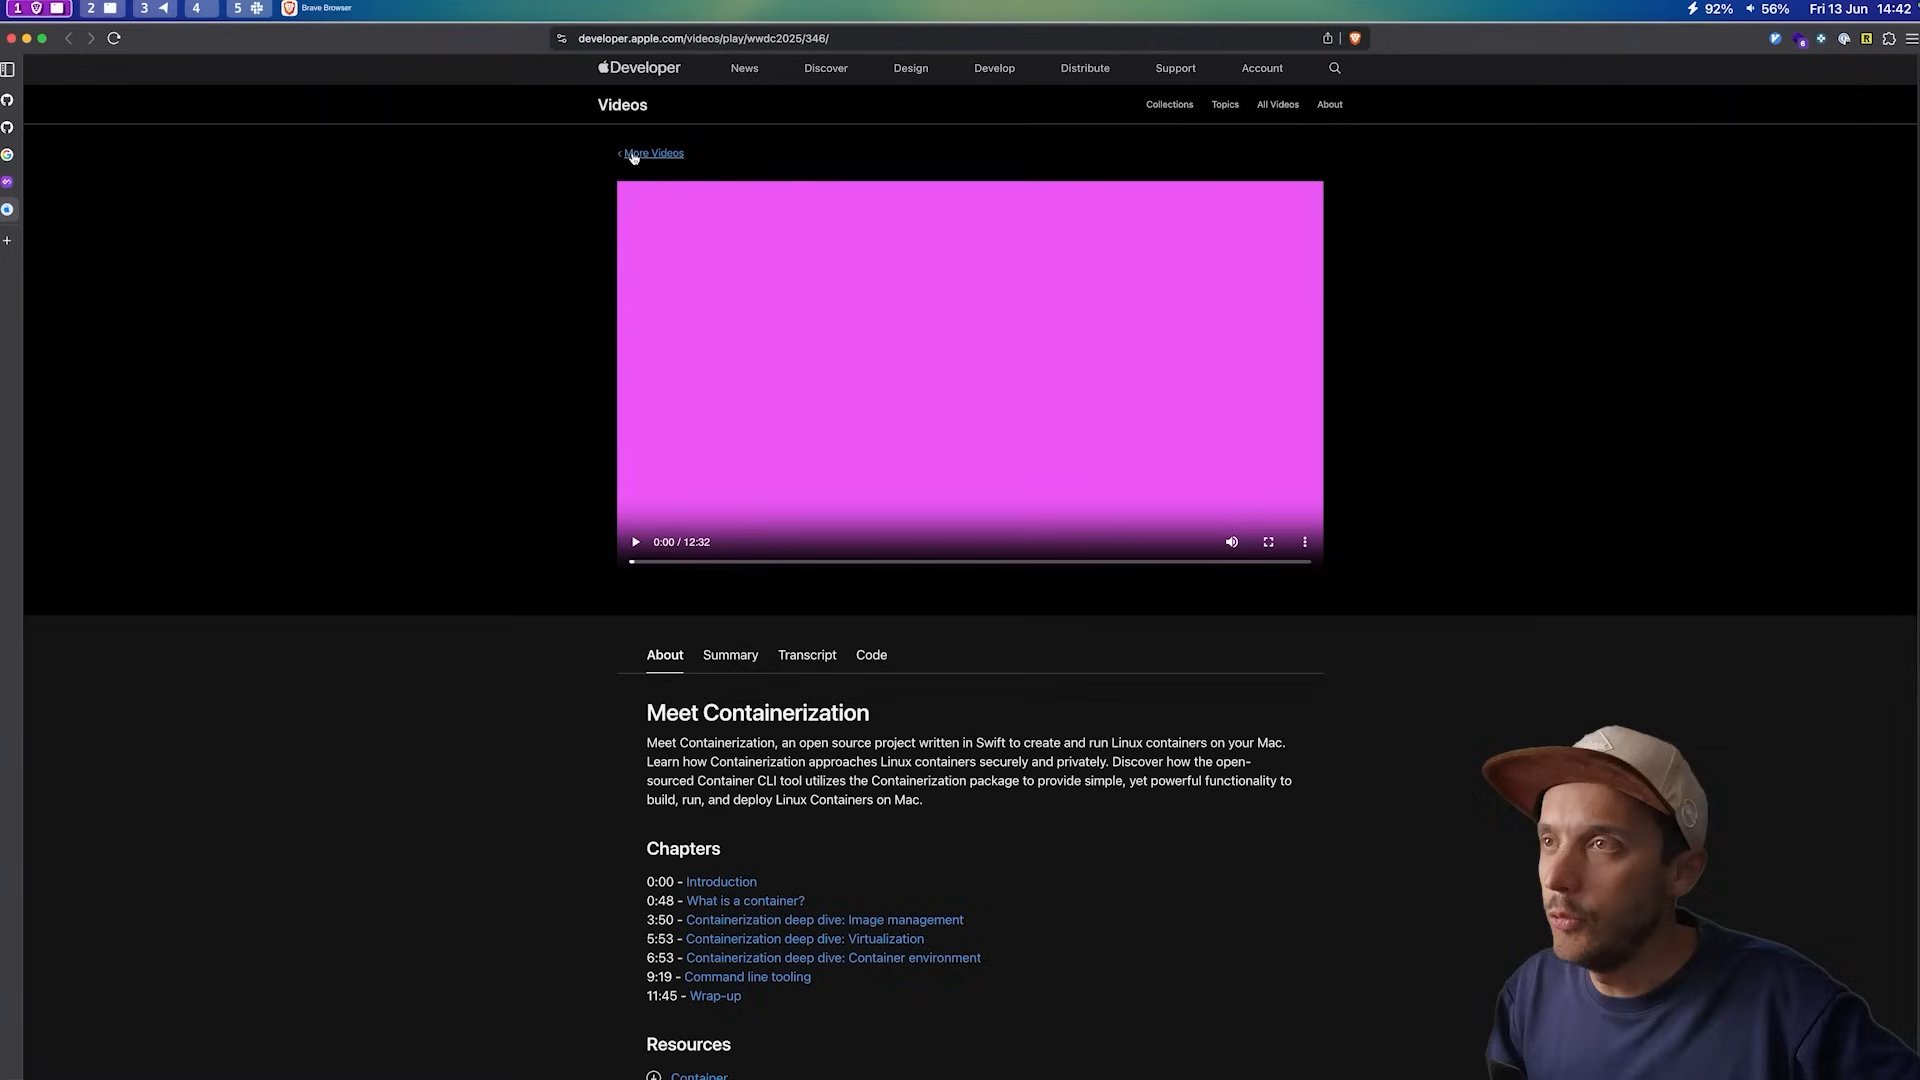 1 2 3 4 5 Brave Browser 92% 56% Fri 13 Jun 14:42
developer.apple.com/videos/play/wwdc2025/346/
Developer News Discover Design Develop Distribute Support Account
Videos Collections Topics All Videos About
‹ More Videos
0:00 / 12:32
About Summary Transcript Code
Meet Containerization
Meet Containerization, an open source project written in Swift to create and run Linux containers on your Mac.
Learn how Containerization approaches Linux containers securely and privately. Discover how the open-
sourced Container CLI tool utilizes the Containerization package to provide simple, yet powerful functionality to
build, run, and deploy Linux Containers on Mac.
Chapters
0:00 - Introduction
0:48 - What is a container?
3:50 - Containerization deep dive: Image management
5:53 - Containerization deep dive: Virtualization
6:53 - Containerization deep dive: Container environment
9:19 - Command line tooling
11:45 - Wrap-up
Resources
Container